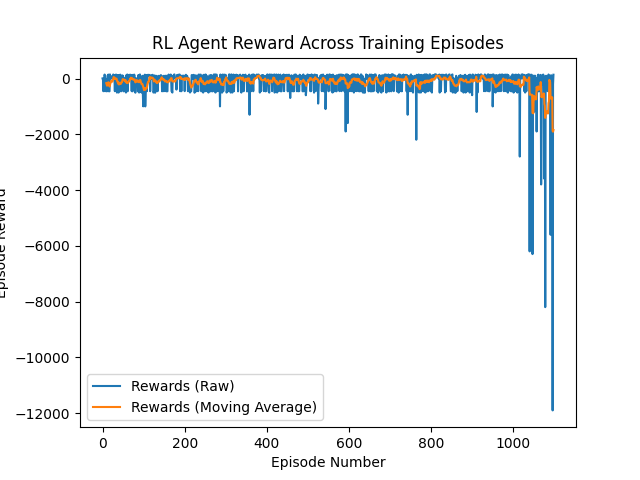 RL Agent Reward Across Training Episodes
0
−2000
−4000
−6000
−8000
−10000
−12000
Episode Reward
Rewards (Raw)
Rewards (Moving Average)
0 200 400 600 800 1000
Episode Number